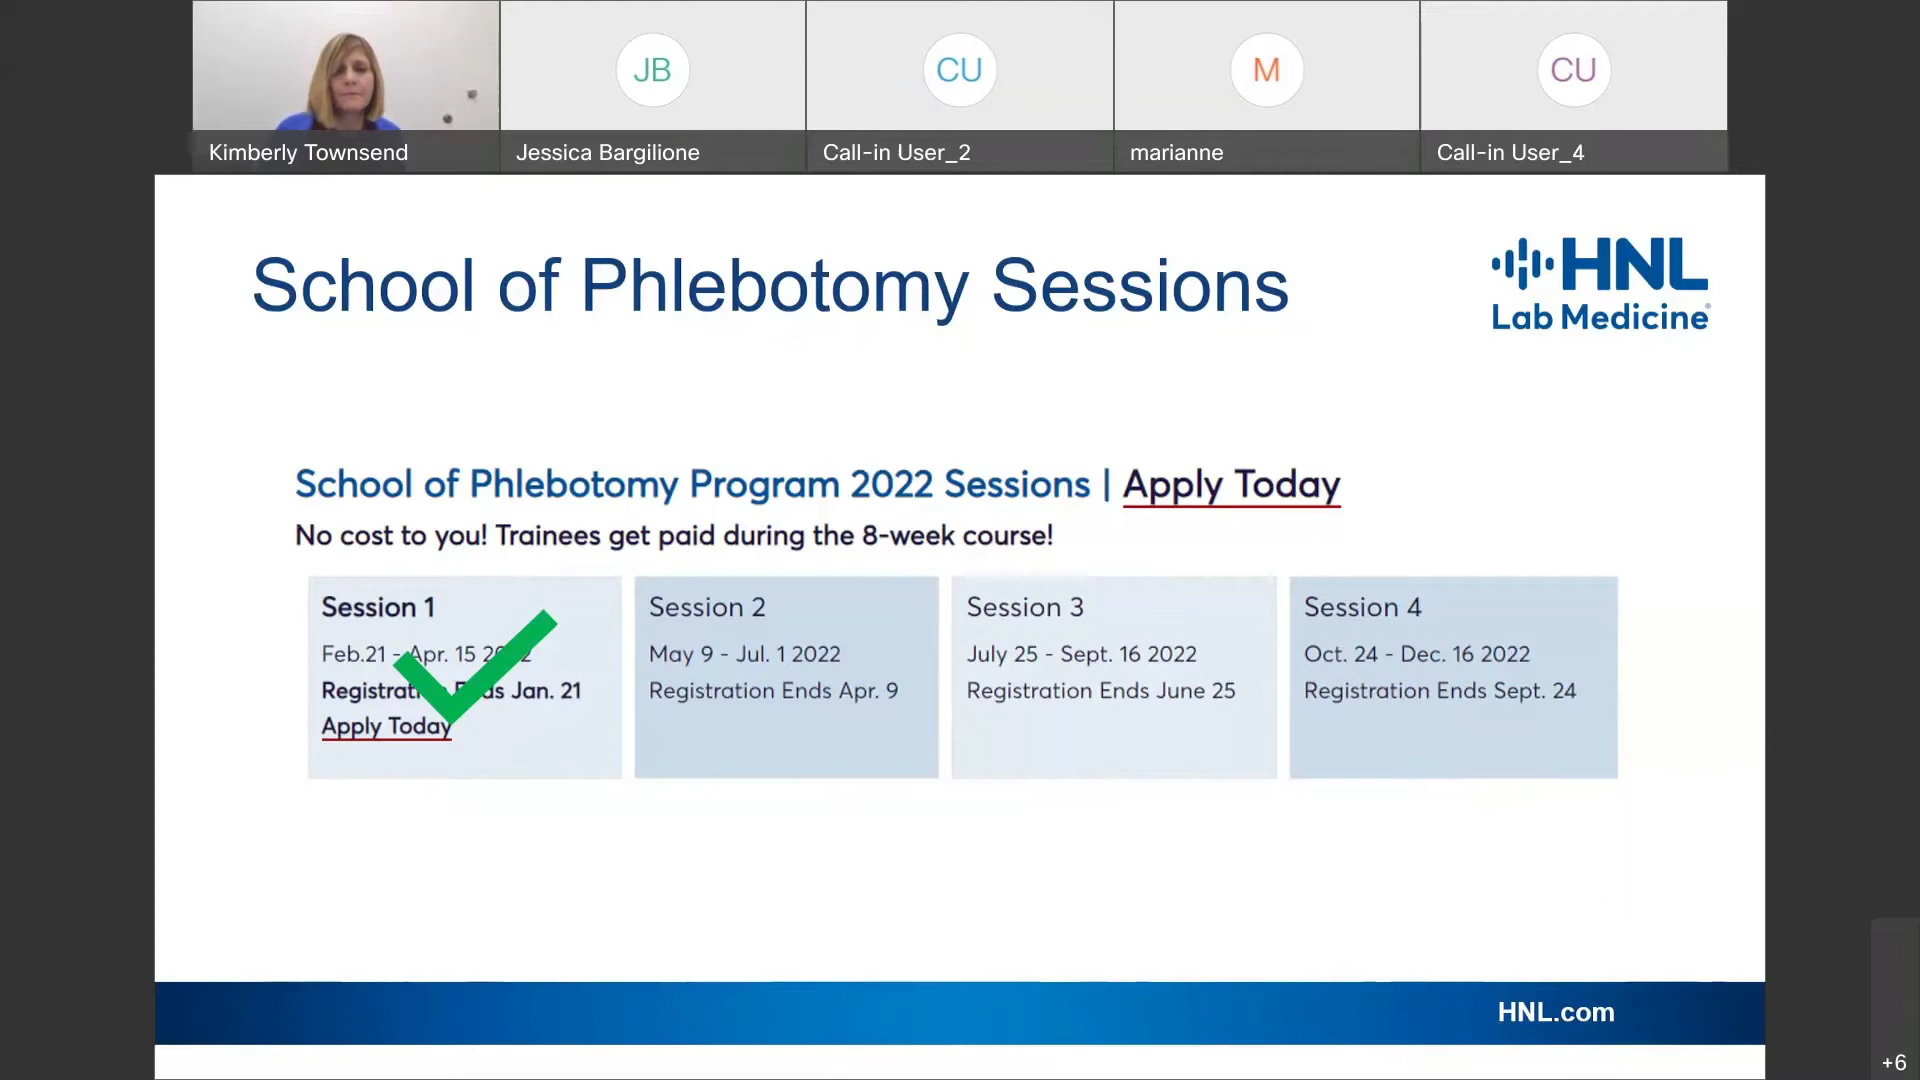 JB
CU
M
CU
Kimberly Townsend
Jessica Bargilione
Call-in User_2
marianne
Call-in User_4
School of Phlebotomy Sessions
HNL
Lab Medicine®
School of Phlebotomy Program 2022 Sessions | Apply Today
No cost to you! Trainees get paid during the 8-week course!
Session 1
Feb.21 - Apr. 15 2022
Registration Ends Jan. 21
Apply Today
Session 2
May 9 - Jul. 1 2022
Registration Ends Apr. 9
Session 3
July 25 - Sept. 16 2022
Registration Ends June 25
Session 4
Oct. 24 - Dec. 16 2022
Registration Ends Sept. 24
HNL.com
+6